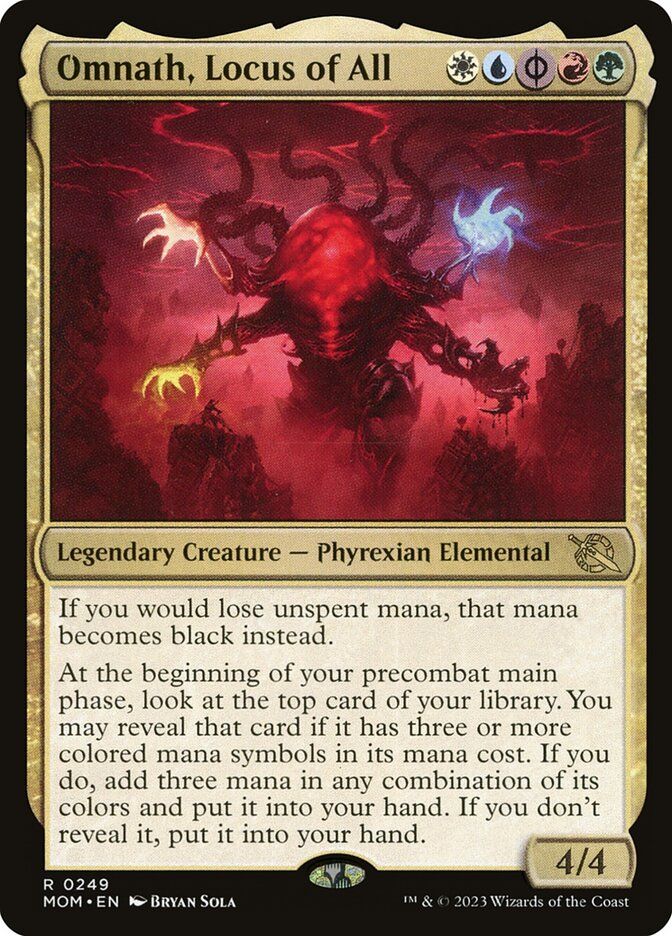 Omnath, Locus of All
Legendary Creature — Phyrexian Elemental
If you would lose unspent mana, that mana
becomes black instead.
At the beginning of your precombat main
phase, look at the top card of your library. You
may reveal that card if it has three or more
colored mana symbols in its mana cost. If you
do, add three mana in any combination of its
colors and put it into your hand. If you don't
reveal it, put it into your hand.
4/4
R 0249
MOM • EN BRYAN SOLA
™ & © 2023 Wizards of the Coast